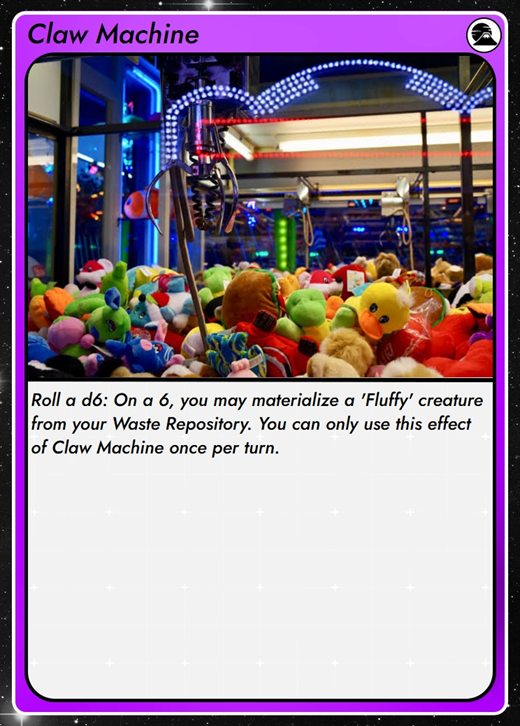 Claw Machine
Roll a d6: On a 6, you may materialize a 'Fluffy' creature
from your Waste Repository. You can only use this effect
of Claw Machine once per turn.